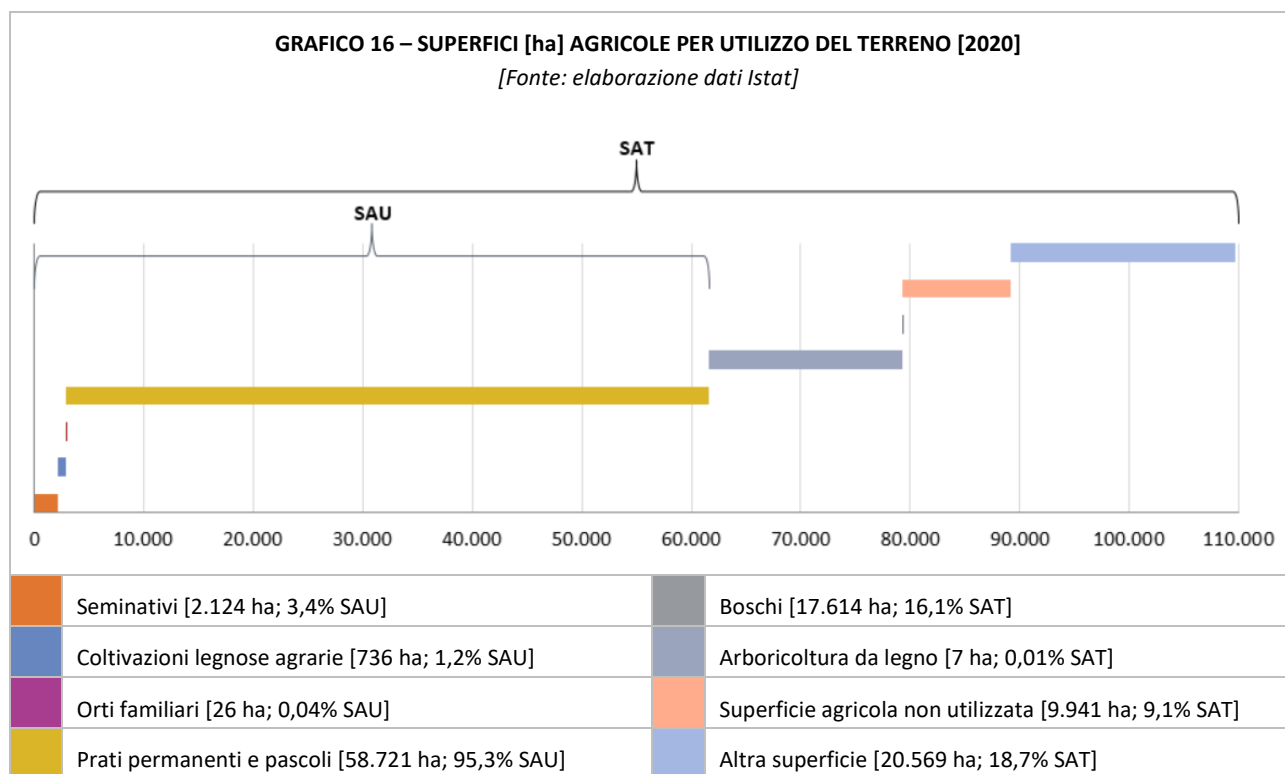 GRAFICO 16 – SUPERFICI [ha] AGRICOLE PER UTILIZZO DEL TERRENO [2020]
[Fonte: elaborazione dati Istat]
SAT
SAU
0 10.000 20.000 30.000 40.000 50.000 60.000 70.000 80.000 90.000 100.000 110.000
Seminativi [2.124 ha; 3,4% SAU]
Boschi [17.614 ha; 16,1% SAT]
Coltivazioni legnose agrarie [736 ha; 1,2% SAU]
Arboricoltura da legno [7 ha; 0,01% SAT]
Orti familiari [26 ha; 0,04% SAU]
Superficie agricola non utilizzata [9.941 ha; 9,1% SAT]
Prati permanenti e pascoli [58.721 ha; 95,3% SAU]
Altra superficie [20.569 ha; 18,7% SAT]